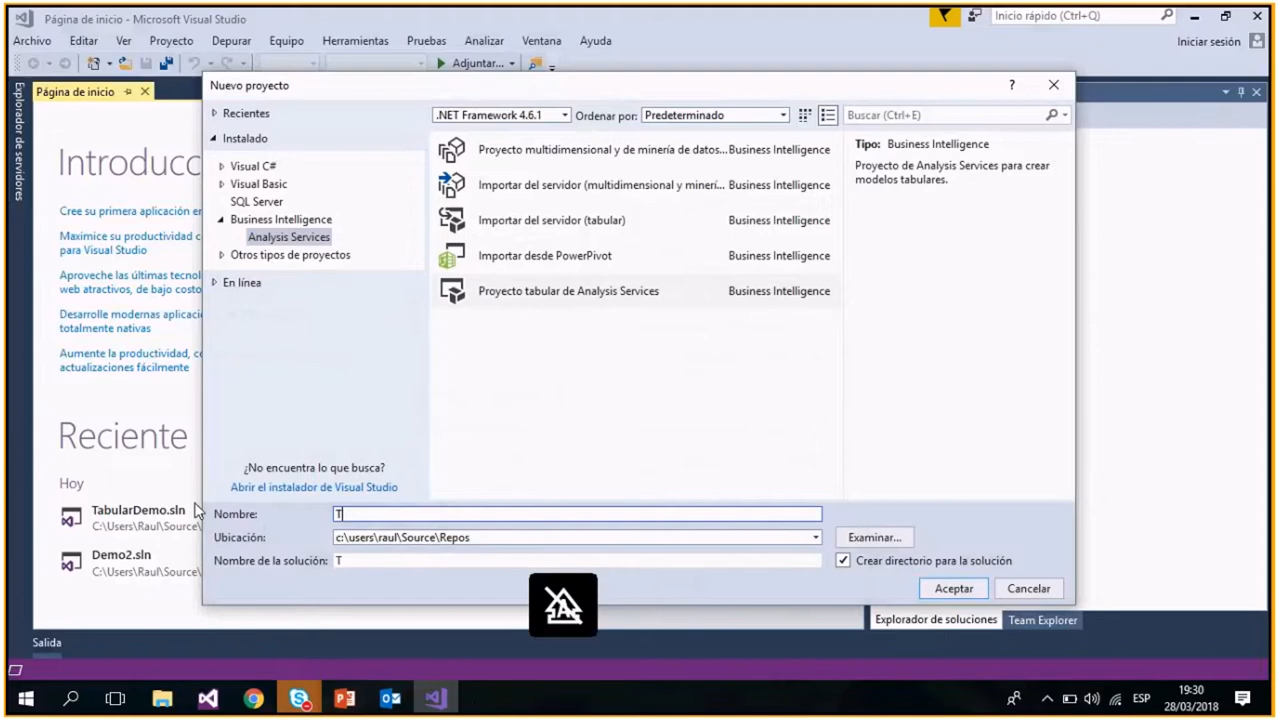 Página de inicio - Microsoft Visual Studio
Inicio rápido (Ctrl+Q)
Archivo Editar Ver Proyecto Depurar Equipo Herramientas Pruebas Analizar Ventana Ayuda
Iniciar sesión
Adjuntar...
Explorador de servidores
Página de inicio
Introducc
Cree su primera aplicación en
Maximice su productividad c
para Visual Studio
Aproveche las últimas tecnol
web atractivos, de bajo costo
Desarrolle modernas aplicacio
totalmente nativas
Aumente la productividad, co
actualizaciones fácilmente
Reciente
Hoy
TabularDemo.sln
C:\Users\Raul\Source\
Demo2.sln
C:\Users\Raul\Source\
Nuevo proyecto
?
Recientes
Instalado
Visual C#
Visual Basic
SQL Server
Business Intelligence
Analysis Services
Otros tipos de proyectos
En línea
¿No encuentra lo que busca?
Abrir el instalador de Visual Studio
.NET Framework 4.6.1
Ordenar por: Predeterminado
Buscar (Ctrl+E)
Proyecto multidimensional y de minería de datos... Business Intelligence
Importar del servidor (multidimensional y minerí... Business Intelligence
Importar del servidor (tabular) Business Intelligence
Importar desde PowerPivot Business Intelligence
Proyecto tabular de Analysis Services Business Intelligence
Tipo: Business Intelligence
Proyecto de Analysis Services para crear
modelos tabulares.
Nombre: T
Ubicación: c:\users\raul\Source\Repos Examinar...
Nombre de la solución: T Crear directorio para la solución
Aceptar Cancelar
Explorador de soluciones Team Explorer
Salida
ESP
19:30
28/03/2018